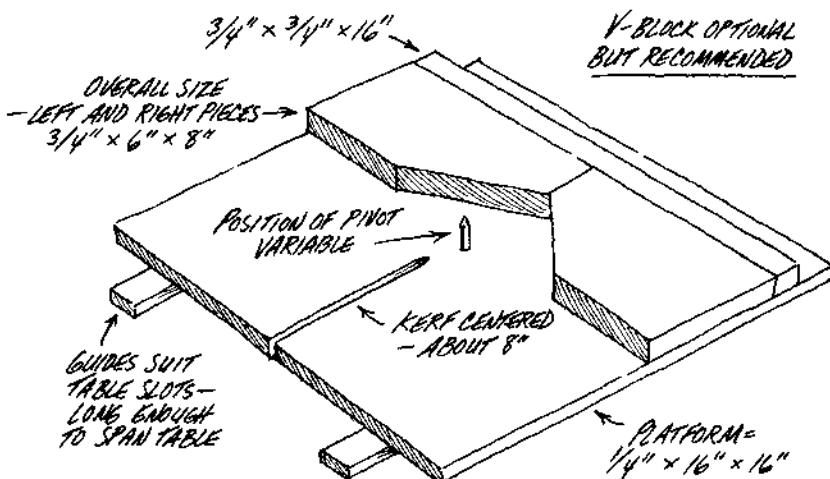 3/4" x 3/4" x 16"
V-BLOCK OPTIONAL
BUT RECOMMENDED
OVERALL SIZE
— LEFT AND RIGHT PIECES —
3/4" x 6" x 8"
POSITION OF PIVOT
VARIABLE
KERF CENTERED
- ABOUT 8"
GUIDES SUIT
TABLE SLOTS—
LONG ENOUGH
TO SPAN TABLE
PLATFORM=
1/4" x 16" x 16"